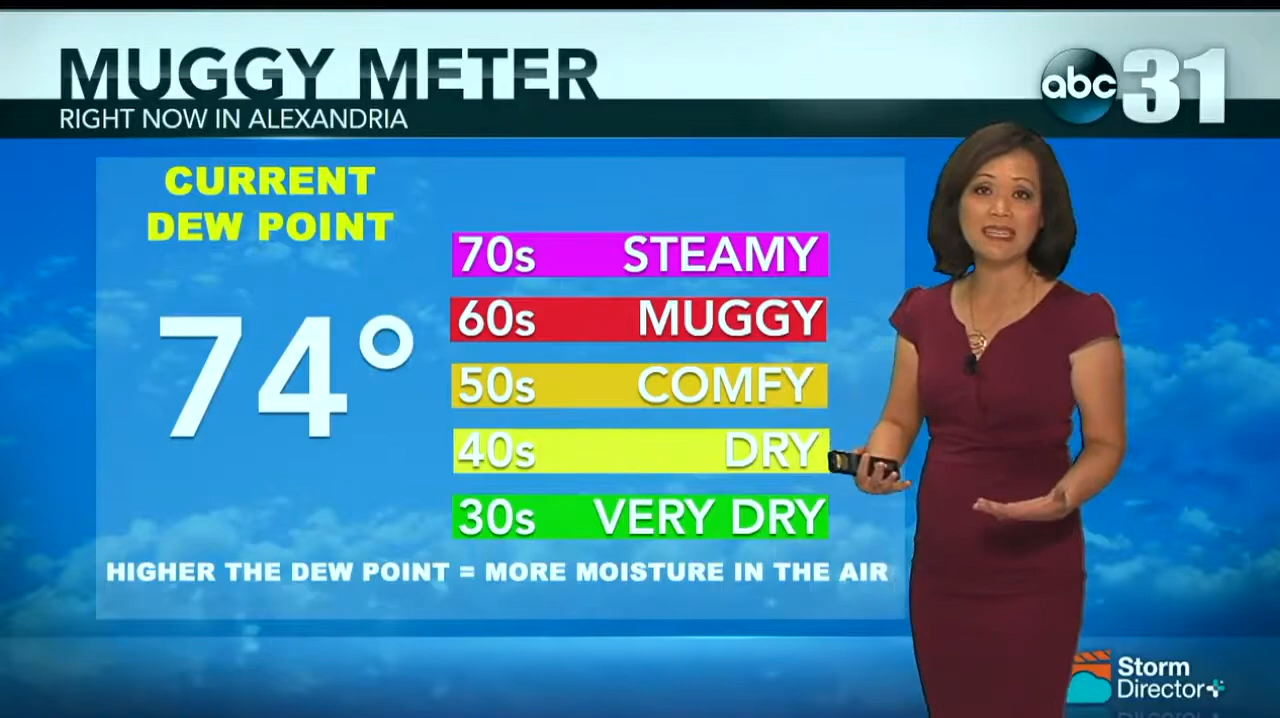 MUGGY METER
RIGHT NOW IN ALEXANDRIA
abc 31
CURRENT
DEW POINT
74°
70s STEAMY
60s MUGGY
50s COMFY
40s DRY
30s VERY DRY
HIGHER THE DEW POINT = MORE MOISTURE IN THE AIR
Storm
Director+